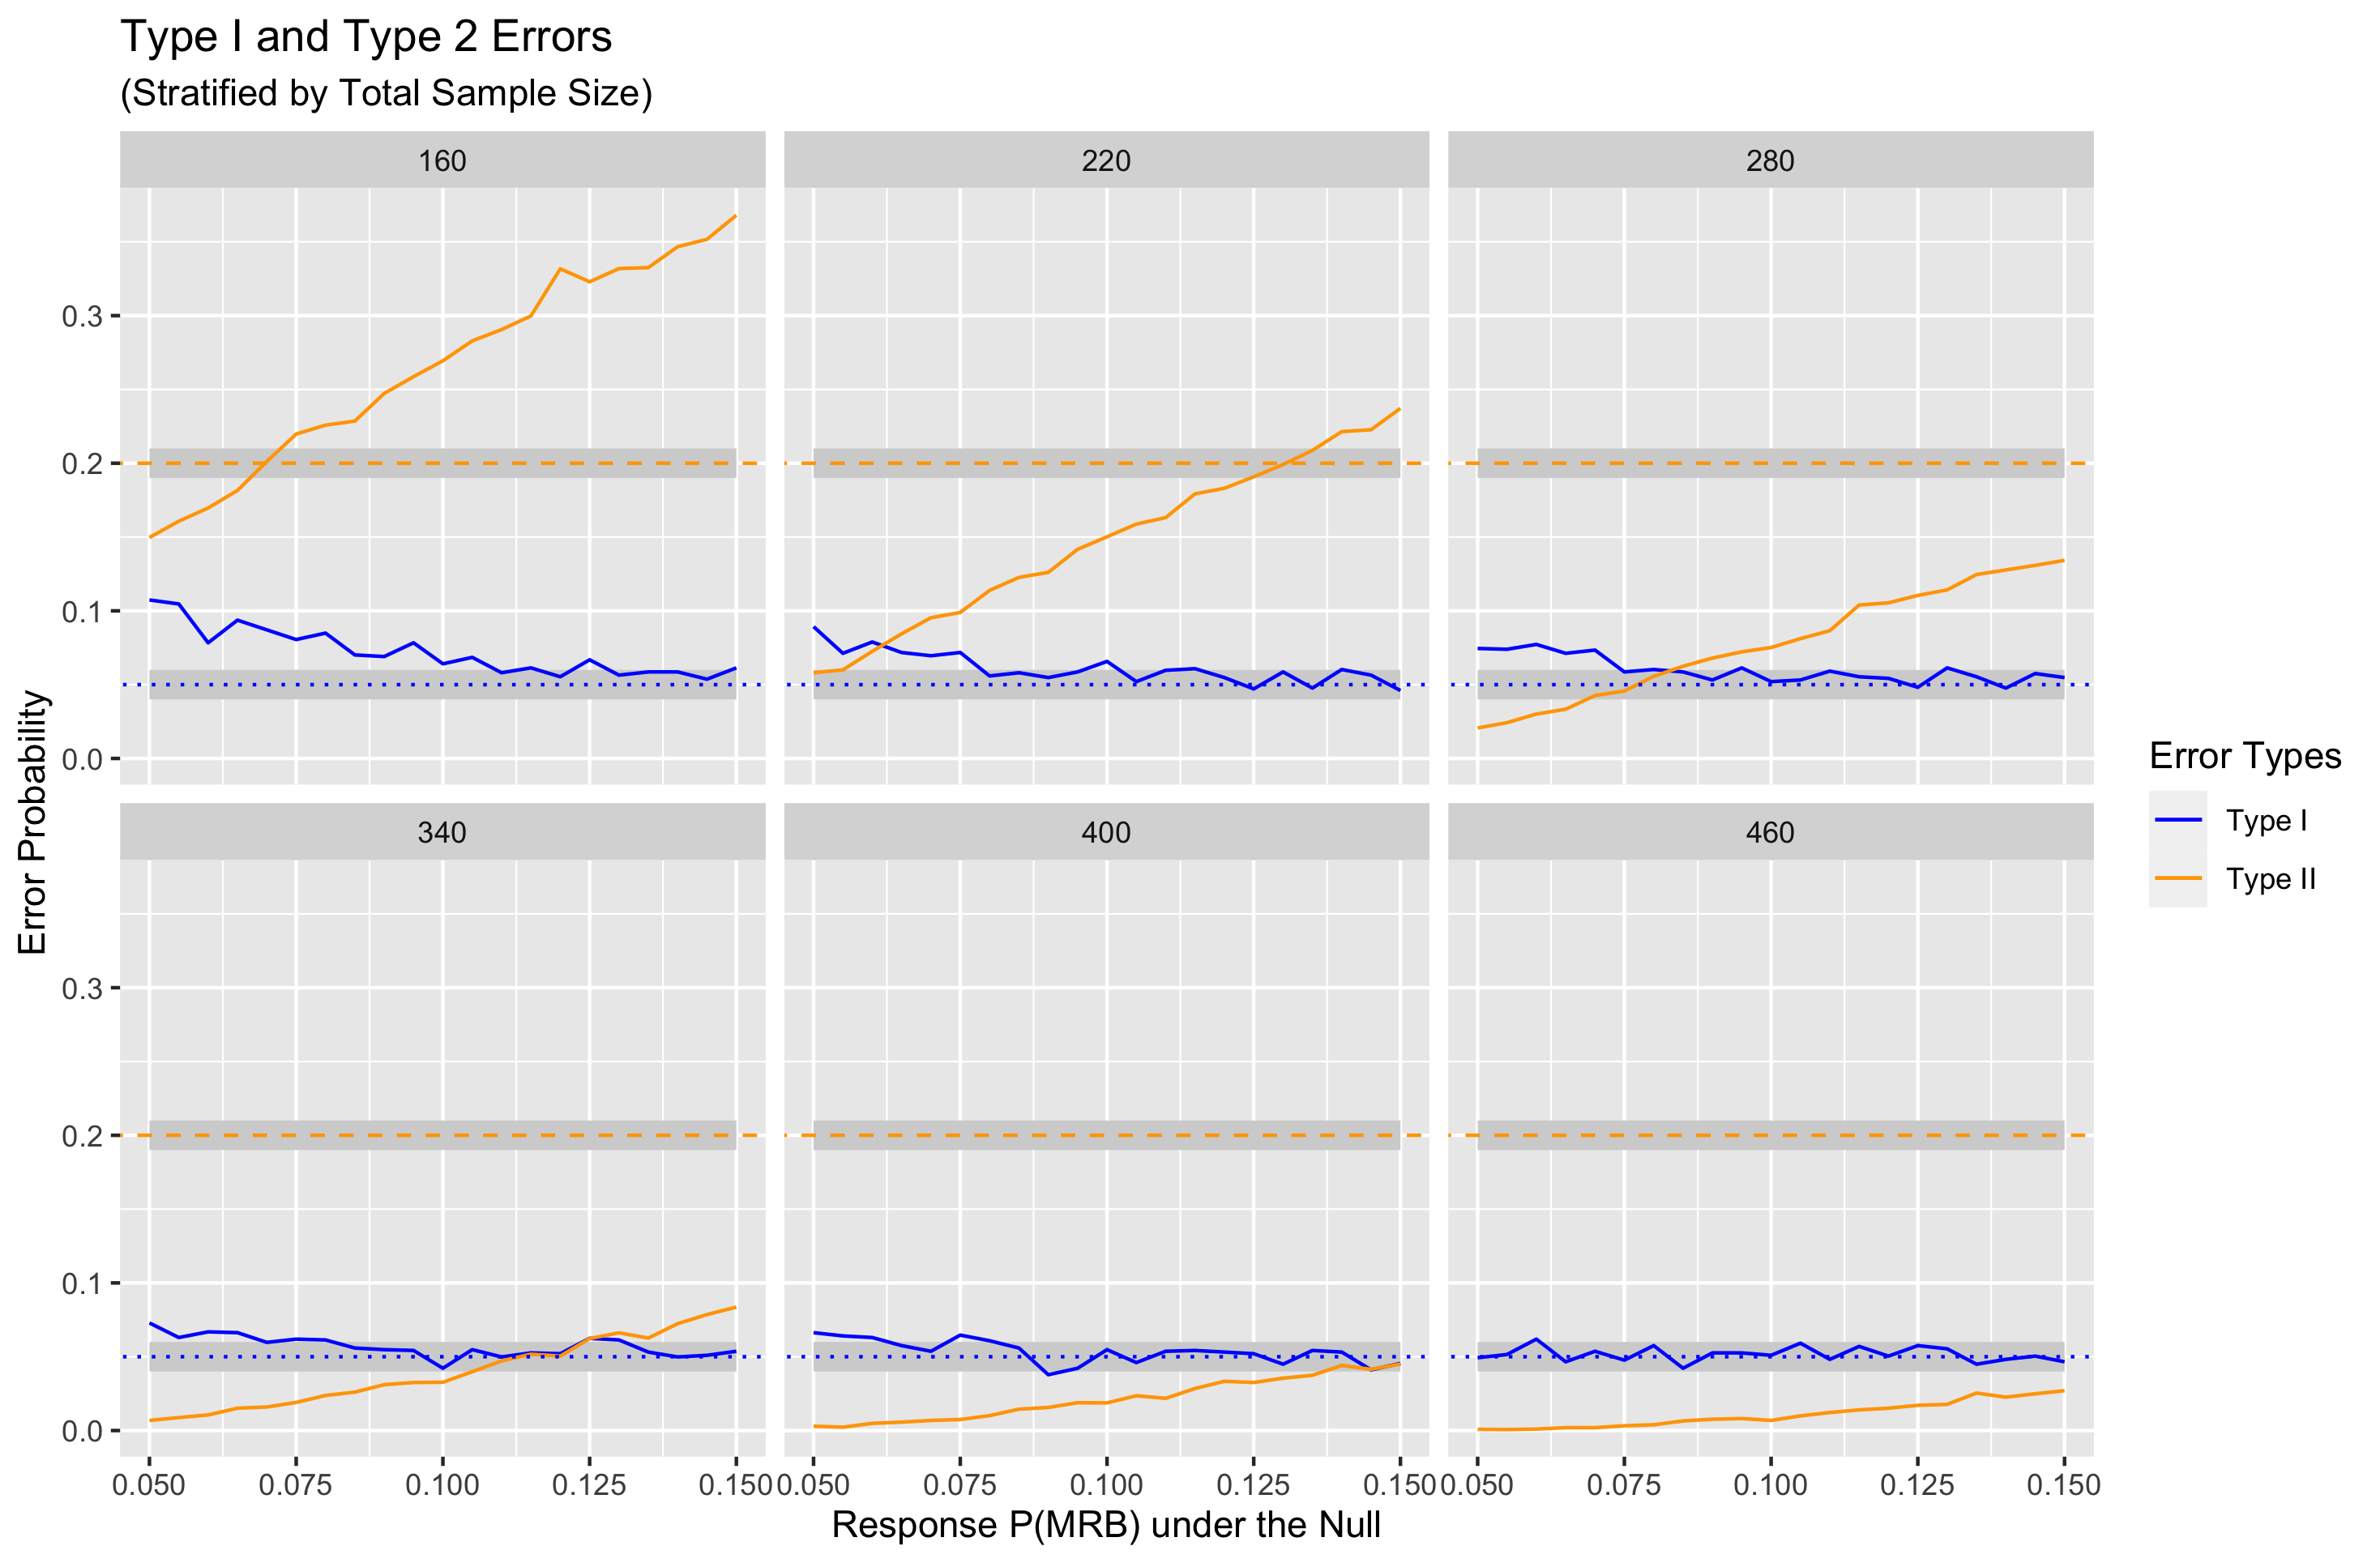 Type I and Type 2 Errors
(Stratified by Total Sample Size)
160
220
280
0.3
0.2
0.1
0.0
340
400
460
0.3
0.2
0.1
0.0
0.050 0.075 0.100 0.125 0.150
0.050 0.075 0.100 0.125 0.150
0.050 0.075 0.100 0.125 0.150
Response P(MRB) under the Null
Error Probability
Error Types
Type I
Type II